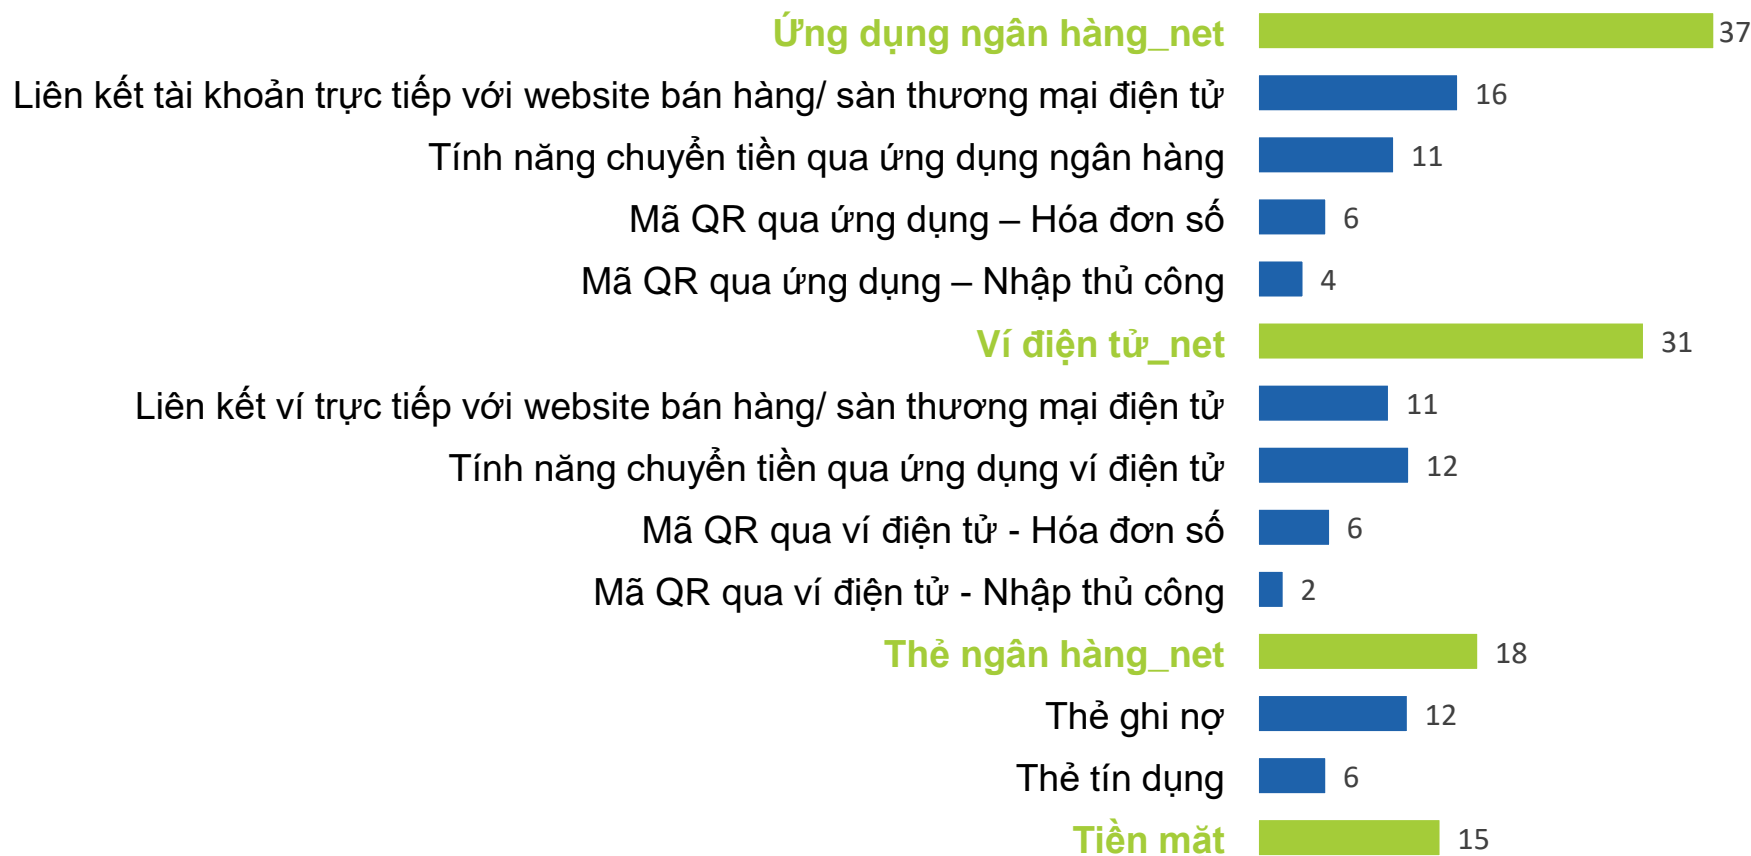 Ứng dụng ngân hàng_net 37
Liên kết tài khoản trực tiếp với website bán hàng/ sàn thương mại điện tử 16
Tính năng chuyển tiền qua ứng dụng ngân hàng 11
Mã QR qua ứng dụng – Hóa đơn số 6
Mã QR qua ứng dụng – Nhập thủ công 4
Ví điện tử_net 31
Liên kết ví trực tiếp với website bán hàng/ sàn thương mại điện tử 11
Tính năng chuyển tiền qua ứng dụng ví điện tử 12
Mã QR qua ví điện tử - Hóa đơn số 6
Mã QR qua ví điện tử - Nhập thủ công 2
Thẻ ngân hàng_net 18
Thẻ ghi nợ 12
Thẻ tín dụng 6
Tiền măt 15